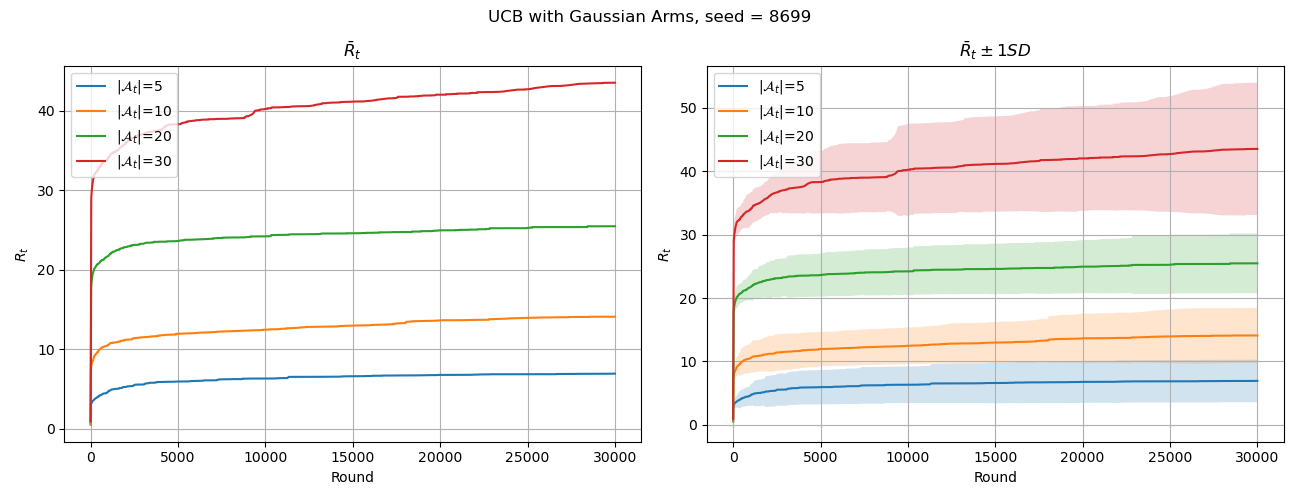 UCB with Gaussian Arms, seed = 8699
R̄ₜ
|𝒜ₜ|=5
|𝒜ₜ|=10
|𝒜ₜ|=20
|𝒜ₜ|=30
Rₜ
40
30
20
10
0
0 5000 10000 15000 20000 25000 30000
Round
R̄ₜ ± 1SD
|𝒜ₜ|=5
|𝒜ₜ|=10
|𝒜ₜ|=20
|𝒜ₜ|=30
Rₜ
50
40
30
20
10
0
0 5000 10000 15000 20000 25000 30000
Round